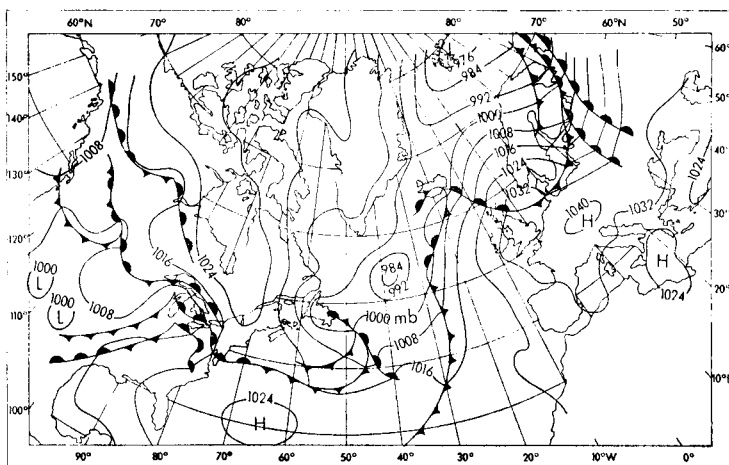 60°N 70° 80° 80° 70° 60°N 50°
150° 60°
976
984
140° 992 50°
1000
1008 1008
130° 1016 1024
1024 40°
1032
120° 1040 1032 30°
H
1016 1024 H
1000 984
L 992 1024 20°
1000 1008 1000 mb
110° L
1008
1016
10°N
100° 1024
H
90° 80° 70° 60° 50° 40° 30° 20° 10°W 0°